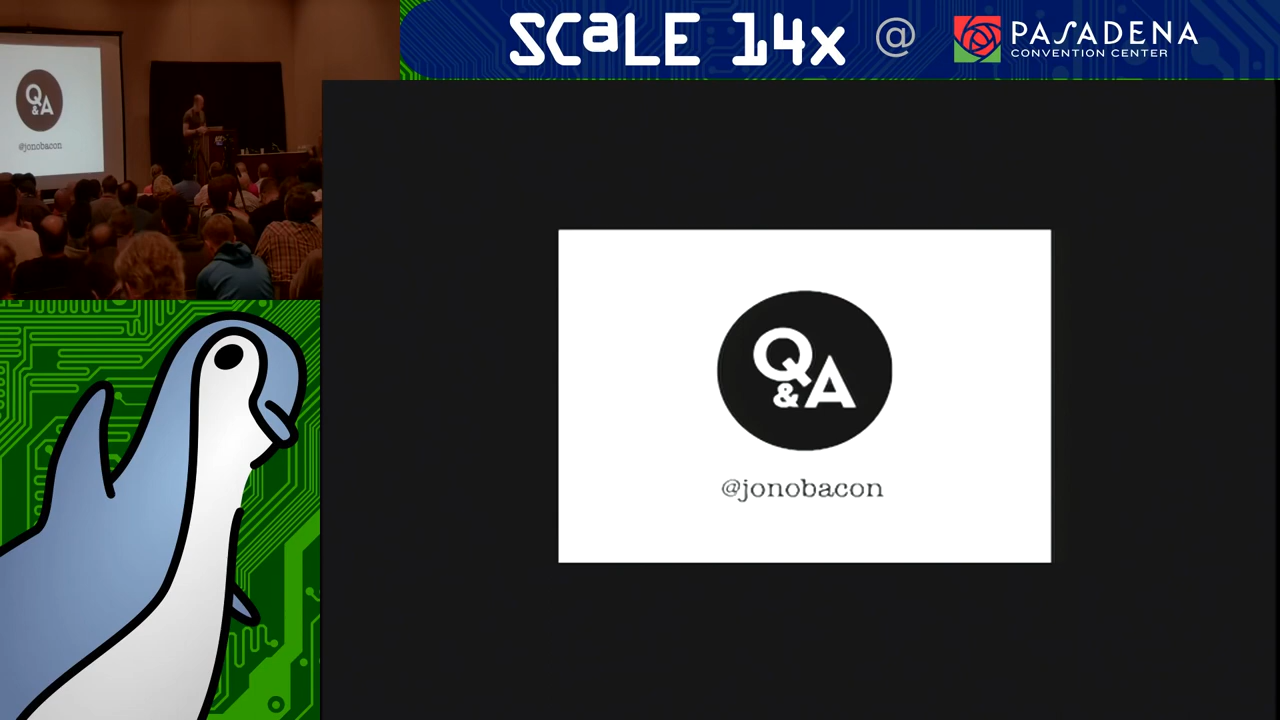 SCaLE 14x @ PASADENA
CONVENTION CENTER
Q&A
@jonobacon
Q
&A
@jonobacon